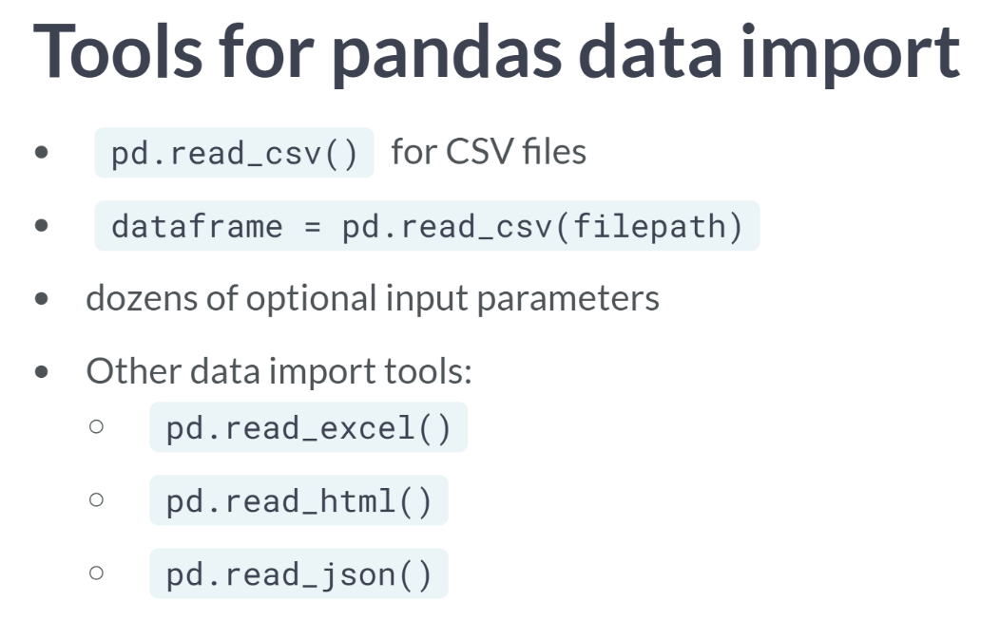 Tools for pandas data import
• pd.read_csv() for CSV files
• dataframe = pd.read_csv(filepath)
• dozens of optional input parameters
• Other data import tools:
○ pd.read_excel()
○ pd.read_html()
○ pd.read_json()